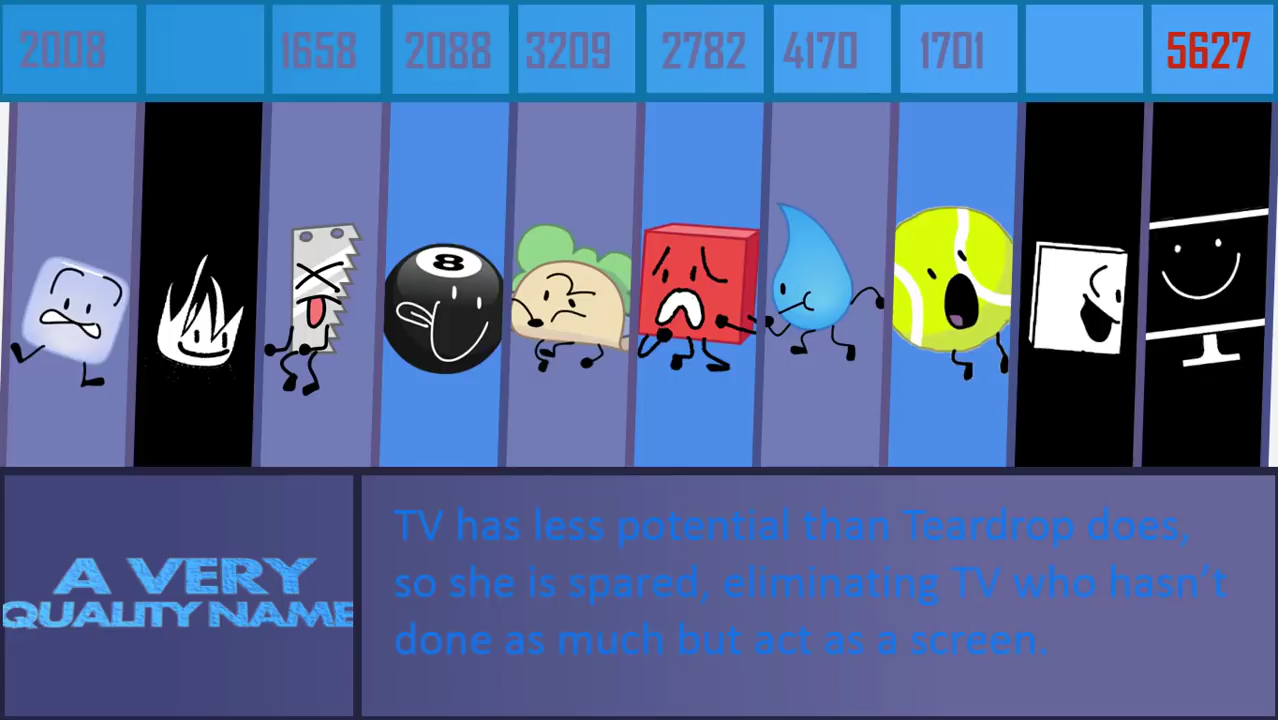 2008 1658 2088 3209 2782 4170 1701 5627
8
A VERY
QUALITY NAME
TV has less potential than Teardrop does,
so she is spared, eliminating TV who hasn't
done as much but act as a screen.